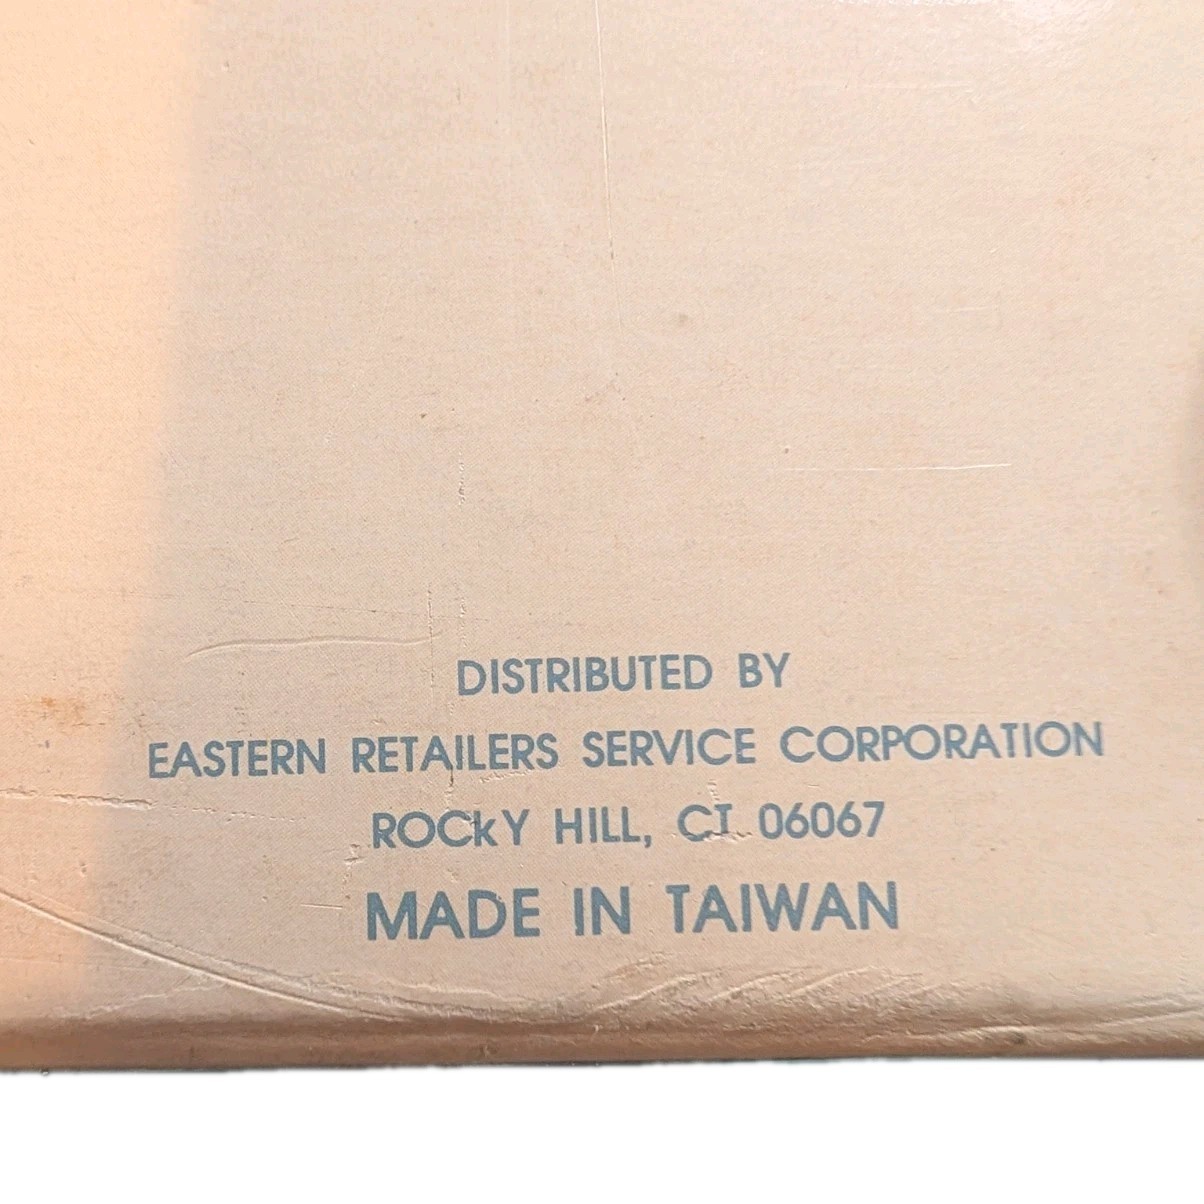 DISTRIBUTED BY
EASTERN RETAILERS SERVICE CORPORATION
ROCkY HILL, CT 06067
MADE IN TAIWAN